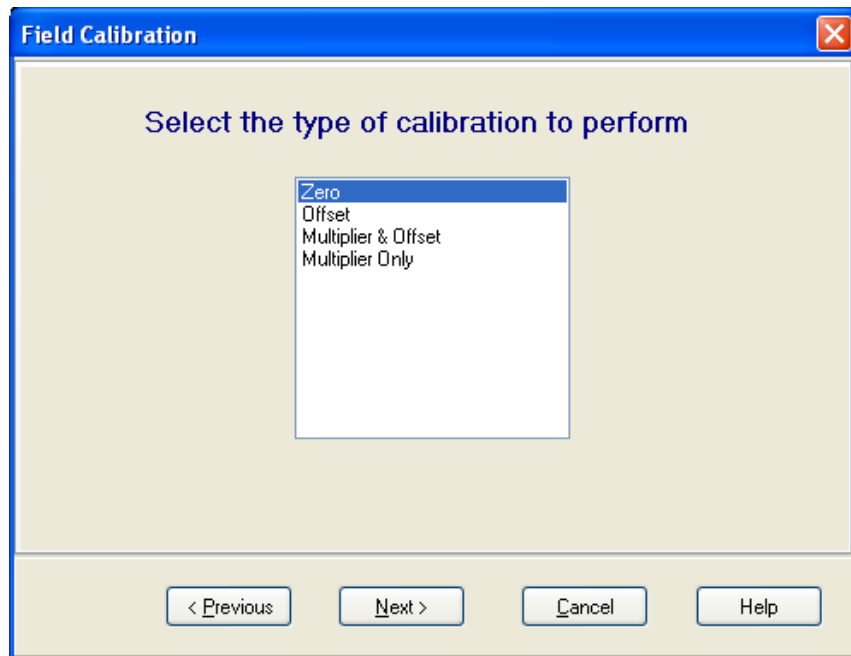 Field Calibration
Select the type of calibration to perform
Zero
Offset
Multiplier & Offset
Multiplier Only
< Previous
Next >
Cancel
Help